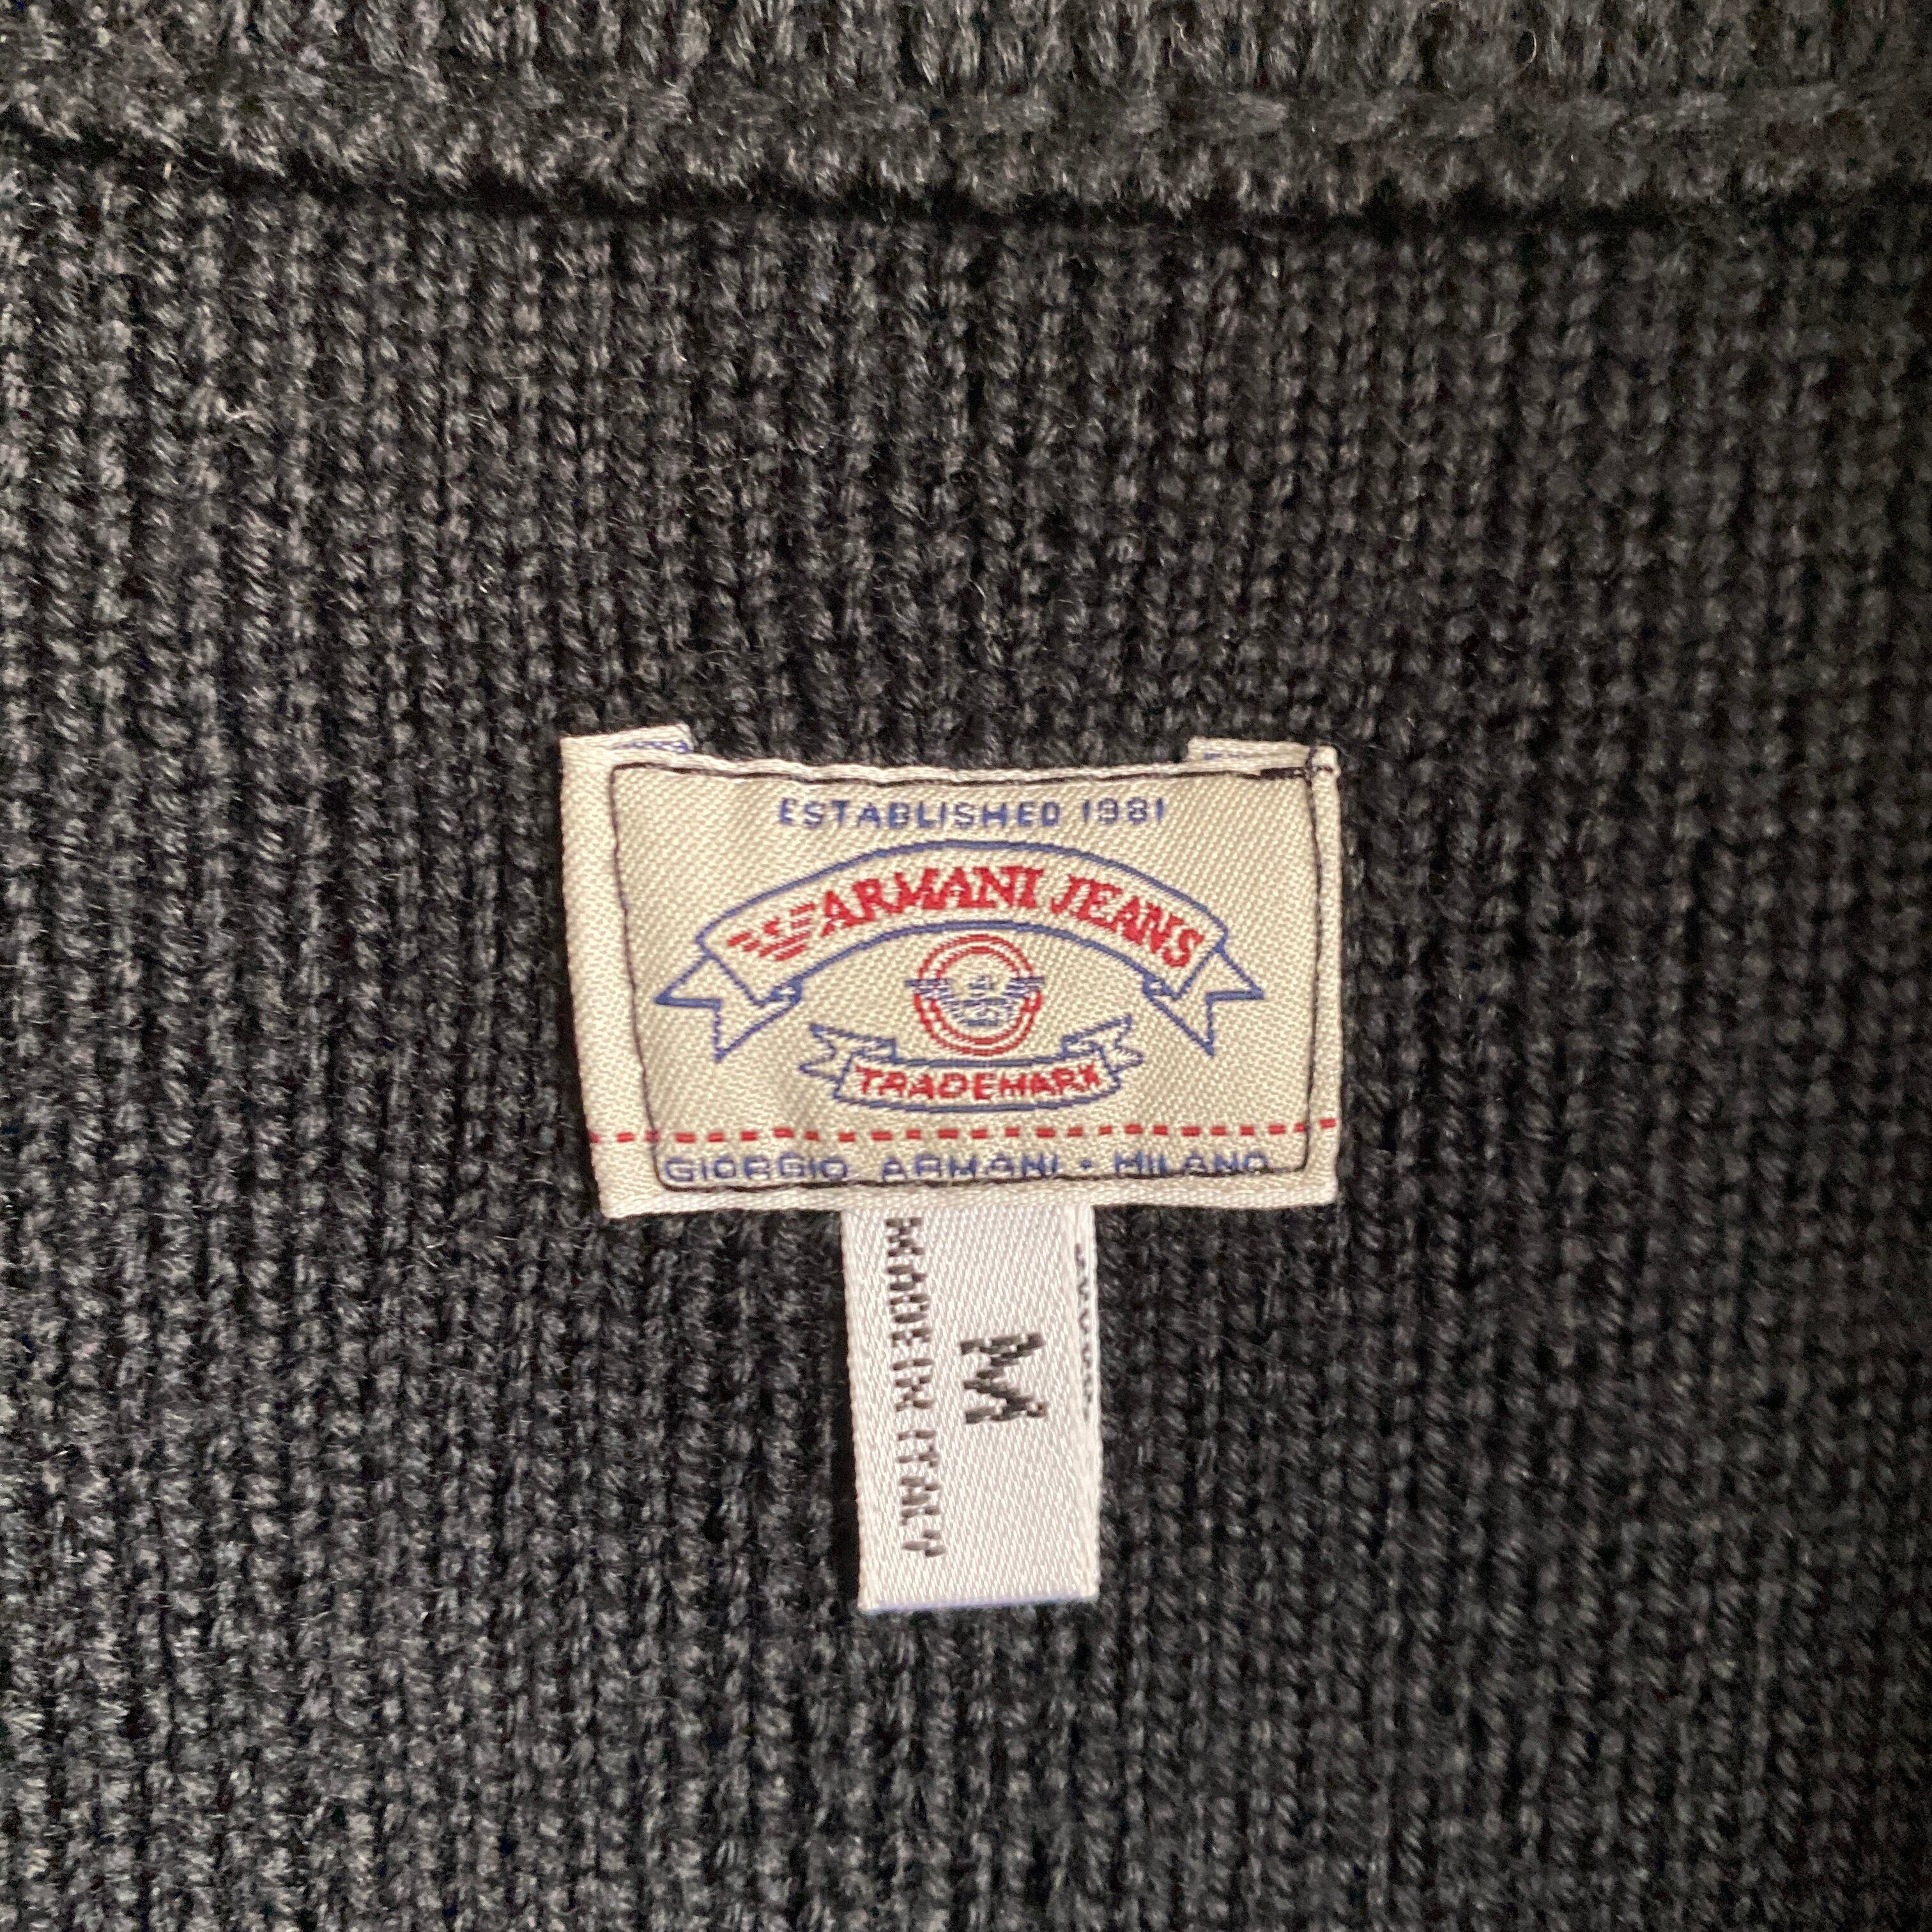 ESTABLISHED 1981
ARMANI JEANS
TRADEMARK
GIORGIO ARMANI • MILANO
M
MADE IN ITALY